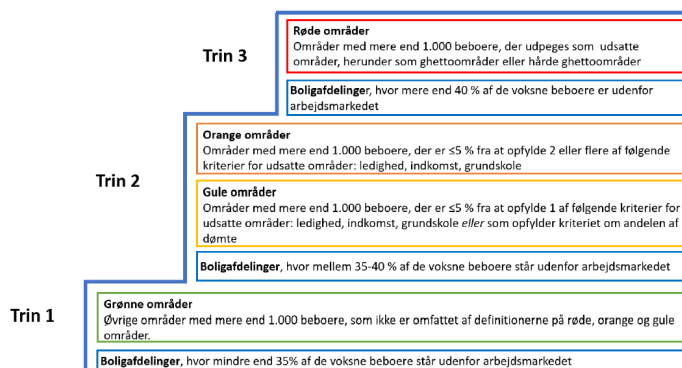 Trin 3
Røde områder
Områder med mere end 1.000 beboere, der udpeges som udsatte
områder, herunder som ghettoområder eller hårde ghettoområder
Boligafdelinger, hvor mere end 40 % af de voksne beboere er udenfor
arbejdsmarkedet
Trin 2
Orange områder
Områder med mere end 1.000 beboere, der er ≤5 % fra at opfylde 2 eller flere af følgende
kriterier for udsatte områder: ledighed, indkomst, grundskole
Gule områder
Områder med mere end 1.000 beboere, der er ≤5 % fra at opfylde 1 af følgende kriterier for
udsatte områder: ledighed, indkomst, grundskole eller som opfylder kriteriet om andelen af
dømte
Boligafdelinger, hvor mellem 35-40 % af de voksne beboere står udenfor arbejdsmarkedet
Trin 1
Grønne områder
Øvrige områder med mere end 1.000 beboere, som ikke er omfattet af definitionerne på røde, orange og gule
områder.
Boligafdelinger, hvor mindre end 35% af de voksne beboere står udenfor arbejdsmarkedet